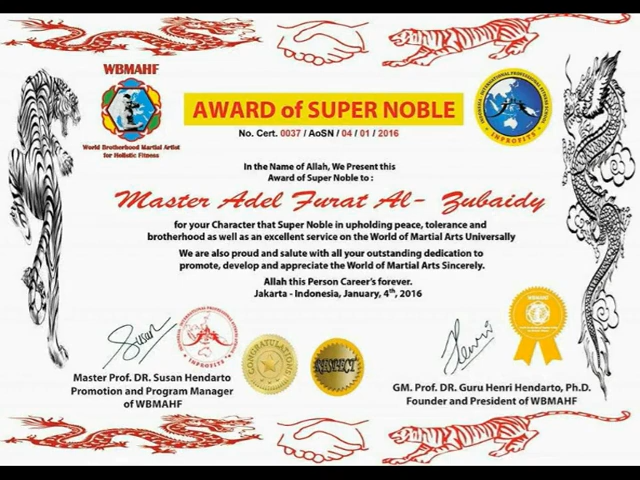 WBMAHF
World Brotherhood Martial Artist
for Holistic Fitness
AWARD of SUPER NOBLE
No. Cert. 0037 / AoSN / 04 / 01 / 2016
In the Name of Allah, We Present this
Award of Super Noble to :
Master Adel Furat Al- Zubaidy
for your Character that Super Noble in upholding peace, tolerance and
brotherhood as well as an excellent service on the World of Martial Arts Universally
We are also proud and salute with all your outstanding dedication to
promote, develop and appreciate the World of Martial Arts Sincerely.
Allah this Person Career's forever.
Jakarta - Indonesia, January, 4th, 2016
Susan
CONGRATULATIONS
RESPECT
WBMAHF
Henri
Master Prof. DR. Susan Hendarto
Promotion and Program Manager
of WBMAHF
GM. Prof. DR. Guru Henri Hendarto, Ph.D.
Founder and President of WBMAHF